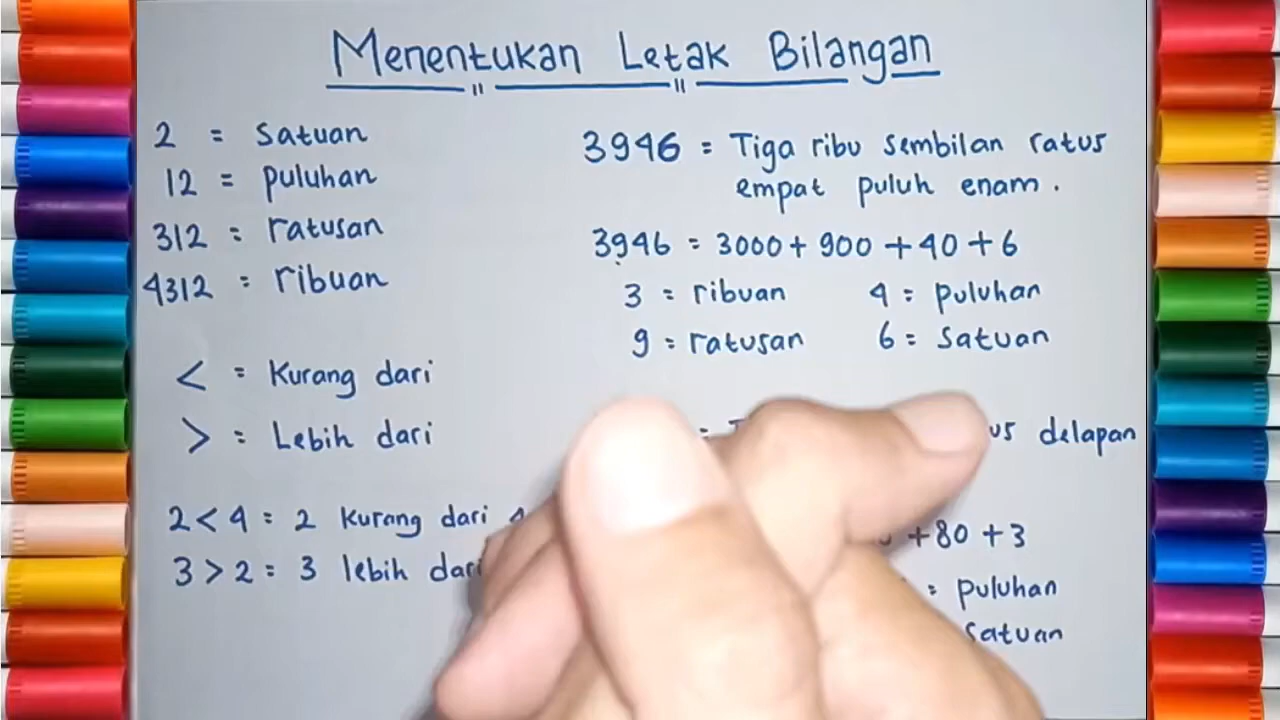 Menentukan Letak Bilangan
2 = Satuan
12 = puluhan
312 = ratusan
4312 = ribuan
< = Kurang dari
> = Lebih dari
2 < 4 = 2 Kurang dari
3 > 2 = 3 lebih dari
3946 = Tiga ribu sembilan ratus
empat puluh enam.
3946 = 3000 + 900 + 40 + 6
3 = ribuan 4 = puluhan
9 = ratusan 6 = Satuan
= delapan
+ 80 + 3
= puluhan
Satuan